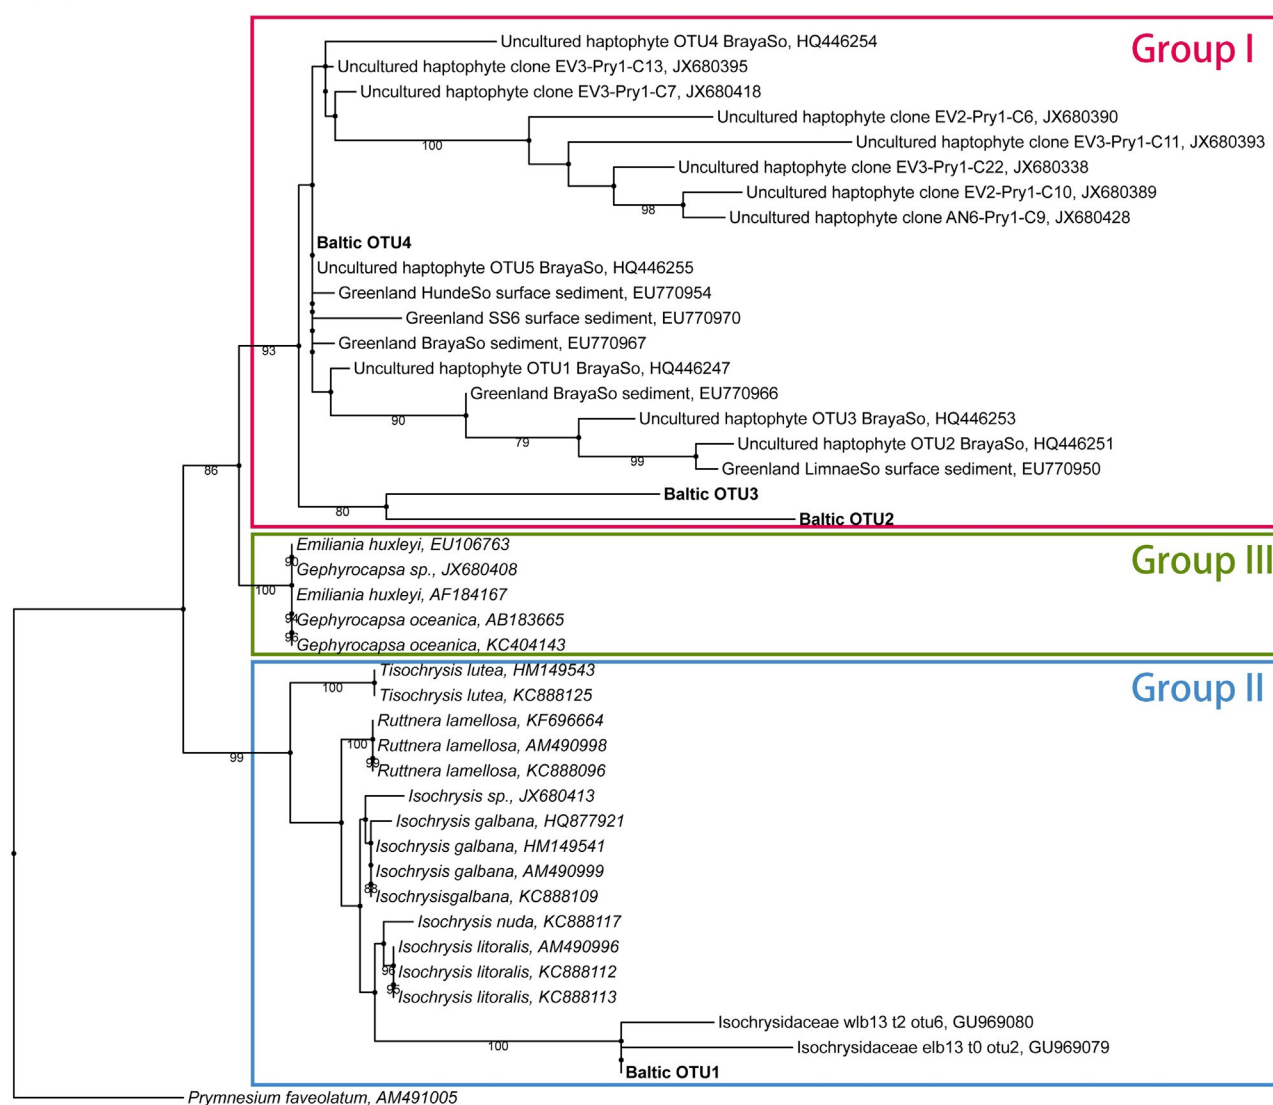 Group I
Uncultured haptophyte OTU4 BrayaSo, HQ446254
Uncultured haptophyte clone EV3-Pry1-C13, JX680395
Uncultured haptophyte clone EV3-Pry1-C7, JX680418
Uncultured haptophyte clone EV2-Pry1-C6, JX680390
100
Uncultured haptophyte clone EV3-Pry1-C11, JX680393
Uncultured haptophyte clone EV3-Pry1-C22, JX680338
Uncultured haptophyte clone EV2-Pry1-C10, JX680389
98
Uncultured haptophyte clone AN6-Pry1-C9, JX680428
Baltic OTU4
Uncultured haptophyte OTU5 BrayaSo, HQ446255
Greenland HundeSo surface sediment, EU770954
Greenland SS6 surface sediment, EU770970
Greenland BrayaSo sediment, EU770967
93
Uncultured haptophyte OTU1 BrayaSo, HQ446247
Greenland BrayaSo sediment, EU770966
90
Uncultured haptophyte OTU3 BrayaSo, HQ446253
79
Uncultured haptophyte OTU2 BrayaSo, HQ446251
99
Greenland LimnaeSo surface sediment, EU770950
86
Baltic OTU3
80
Baltic OTU2
Group III
Emiliania huxleyi, EU106763
90
Gephyrocapsa sp., JX680408
100
Emiliania huxleyi, AF184167
94
Gephyrocapsa oceanica, AB183665
96
Gephyrocapsa oceanica, KC404143
Group II
Tisochrysis lutea, HM149543
100
Tisochrysis lutea, KC888125
Ruttnera lamellosa, KF696664
100
Ruttnera lamellosa, AM490998
99
99
Ruttnera lamellosa, KC888096
Isochrysis sp., JX680413
Isochrysis galbana, HQ877921
Isochrysis galbana, HM149541
Isochrysis galbana, AM490999
88
Isochrysisgalbana, KC888109
Isochrysis nuda, KC888117
Isochrysis litoralis, AM490996
96
Isochrysis litoralis, KC888112
95
Isochrysis litoralis, KC888113
Isochrysidaceae wlb13 t2 otu6, GU969080
100
Isochrysidaceae elb13 t0 otu2, GU969079
Baltic OTU1
Prymnesium faveolatum, AM491005